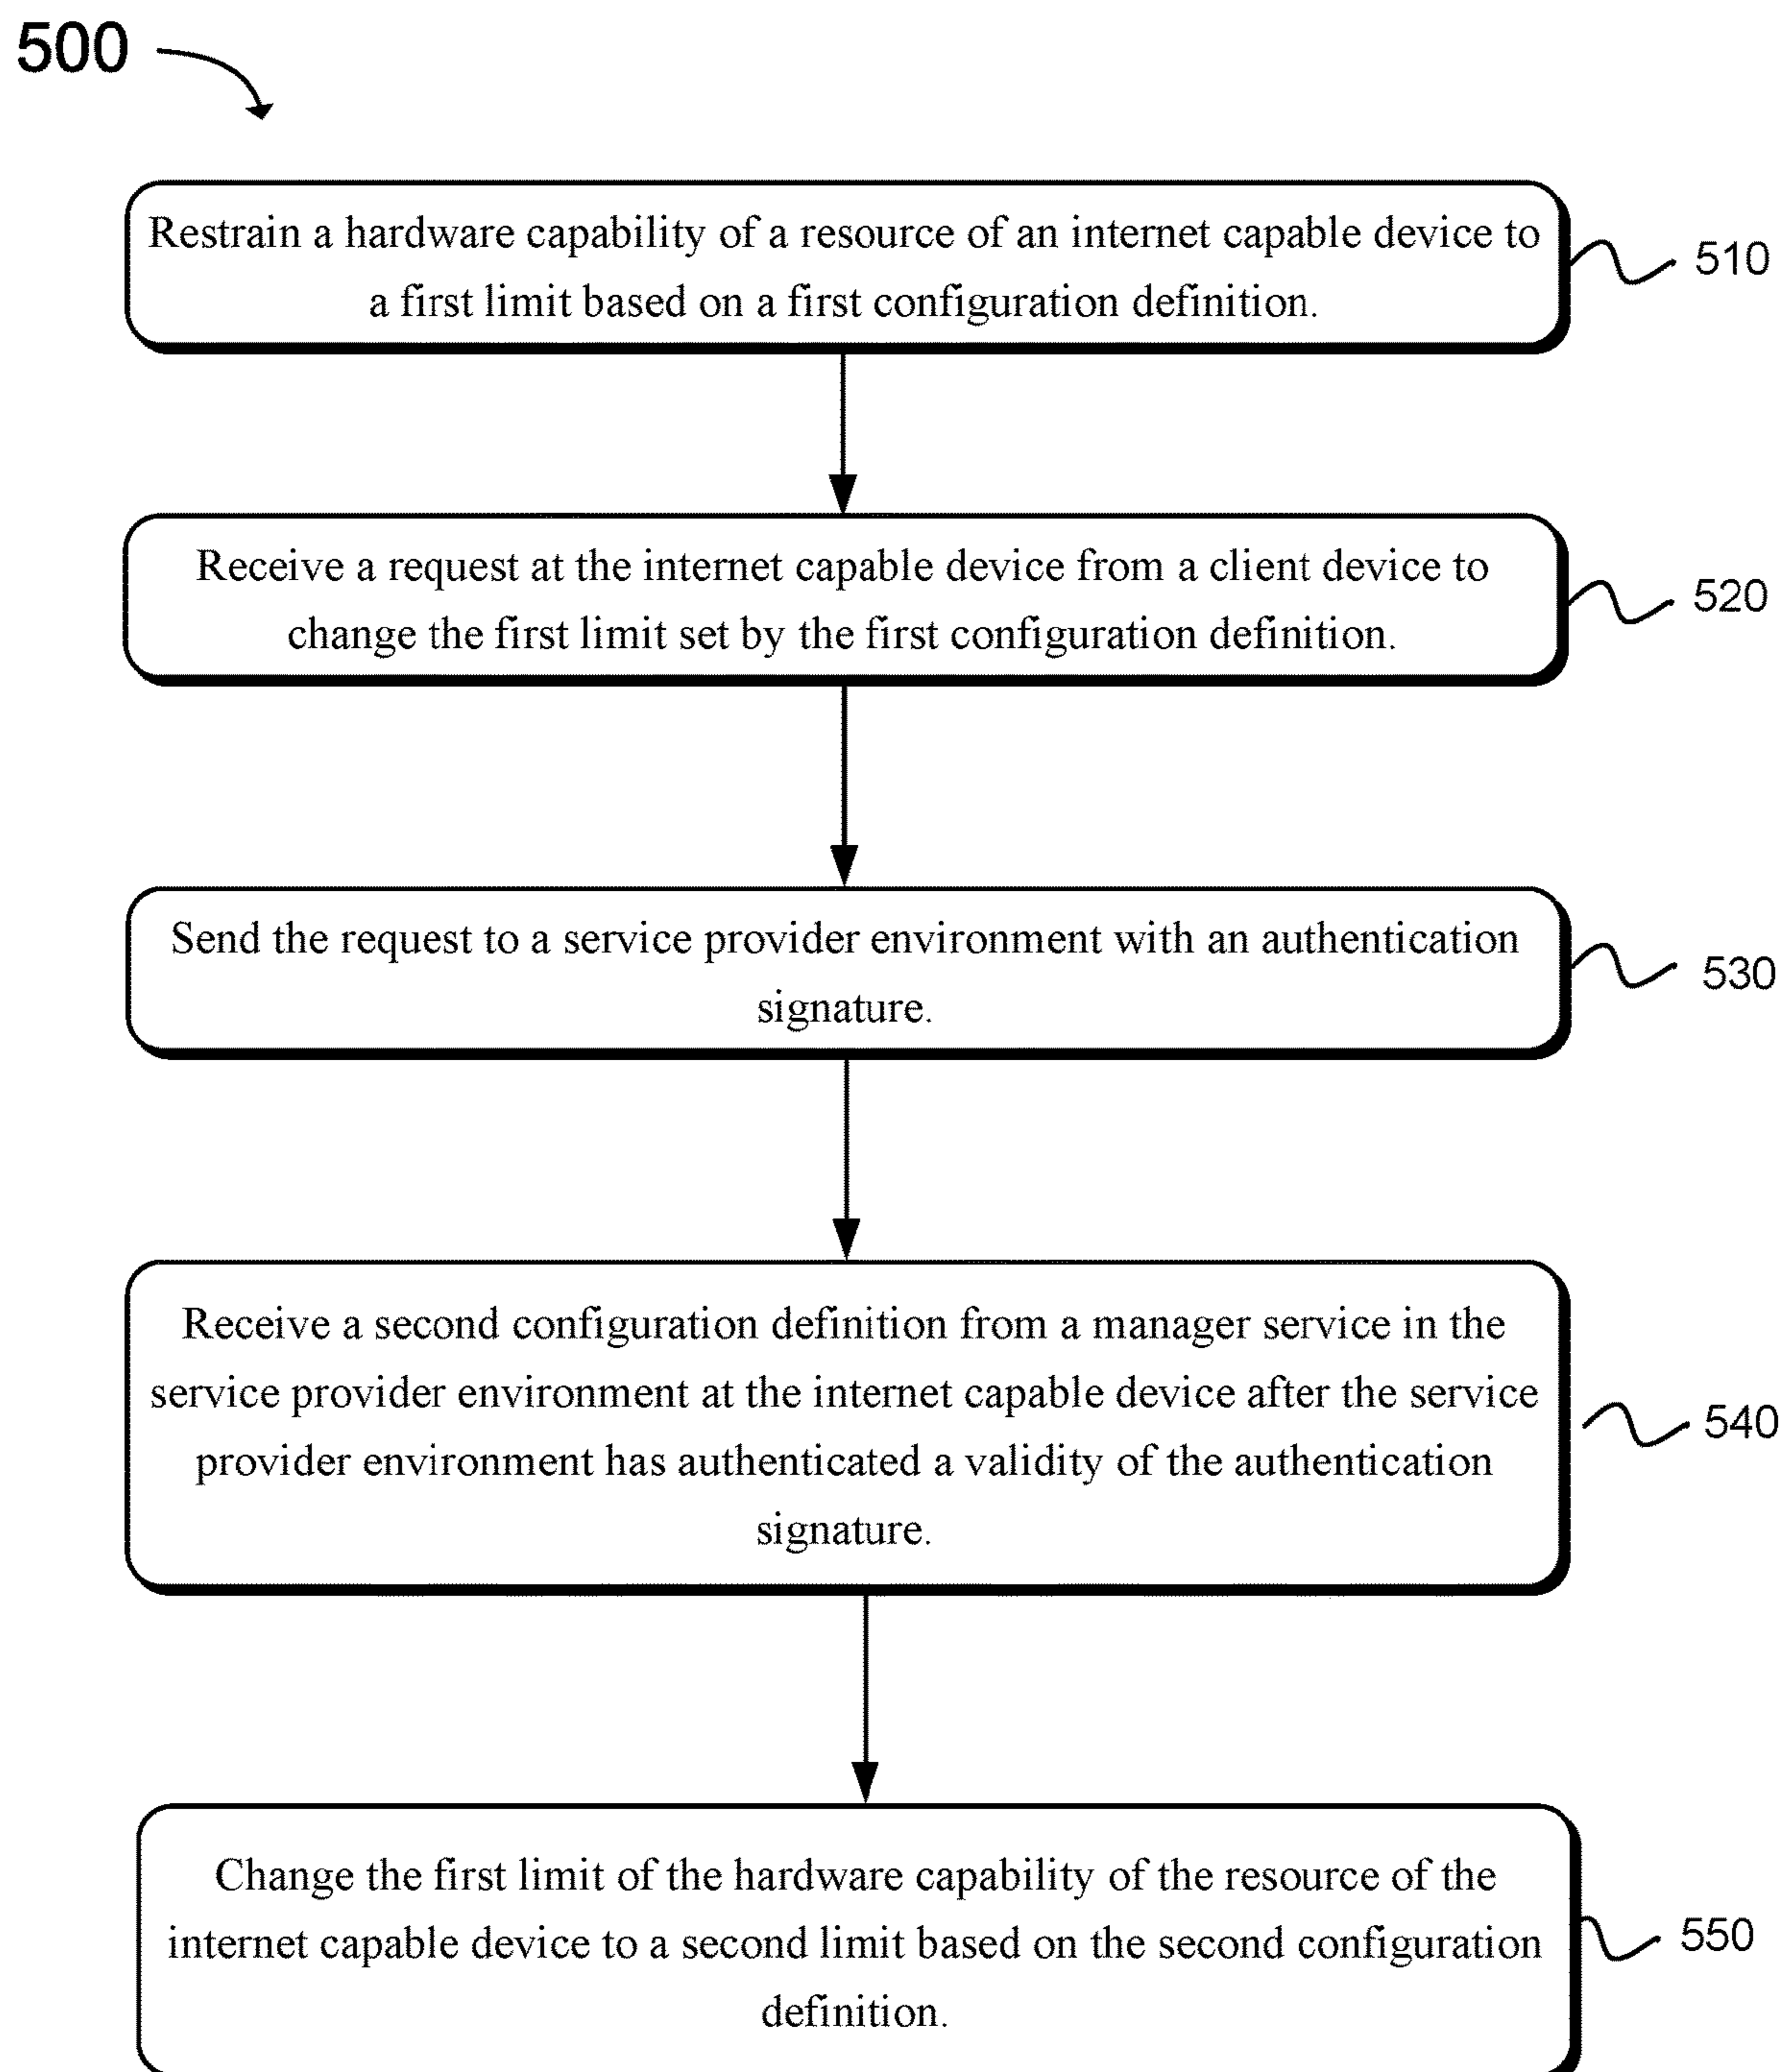 500
Restrain a hardware capability of a resource of an internet capable device to
a first limit based on a first configuration definition.
510
Receive a request at the internet capable device from a client device to
change the first limit set by the first configuration definition.
520
Send the request to a service provider environment with an authentication
signature.
530
Receive a second configuration definition from a manager service in the
service provider environment at the internet capable device after the service
provider environment has authenticated a validity of the authentication
signature.
540
Change the first limit of the hardware capability of the resource of the
internet capable device to a second limit based on the second configuration
definition.
550